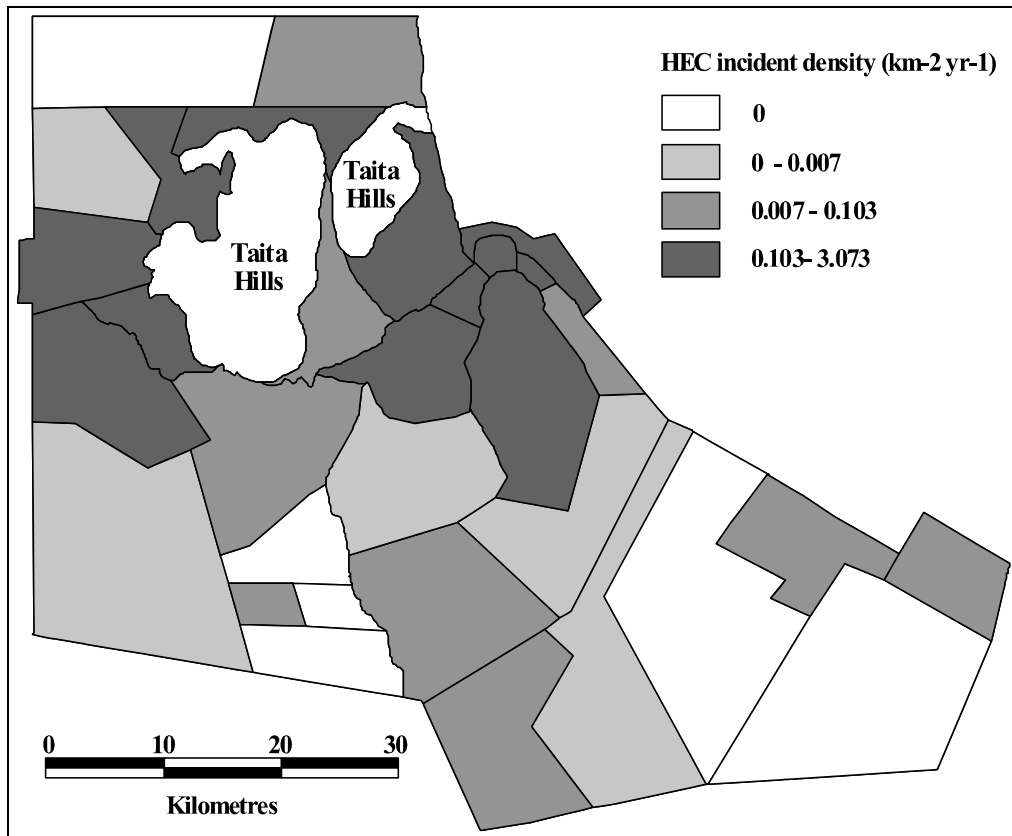 HEC incident density (km-2 yr-1)
0
0 - 0.007
0.007 - 0.103
0.103- 3.073
Taita
Hills
Taita
Hills
0 10 20 30
Kilometres